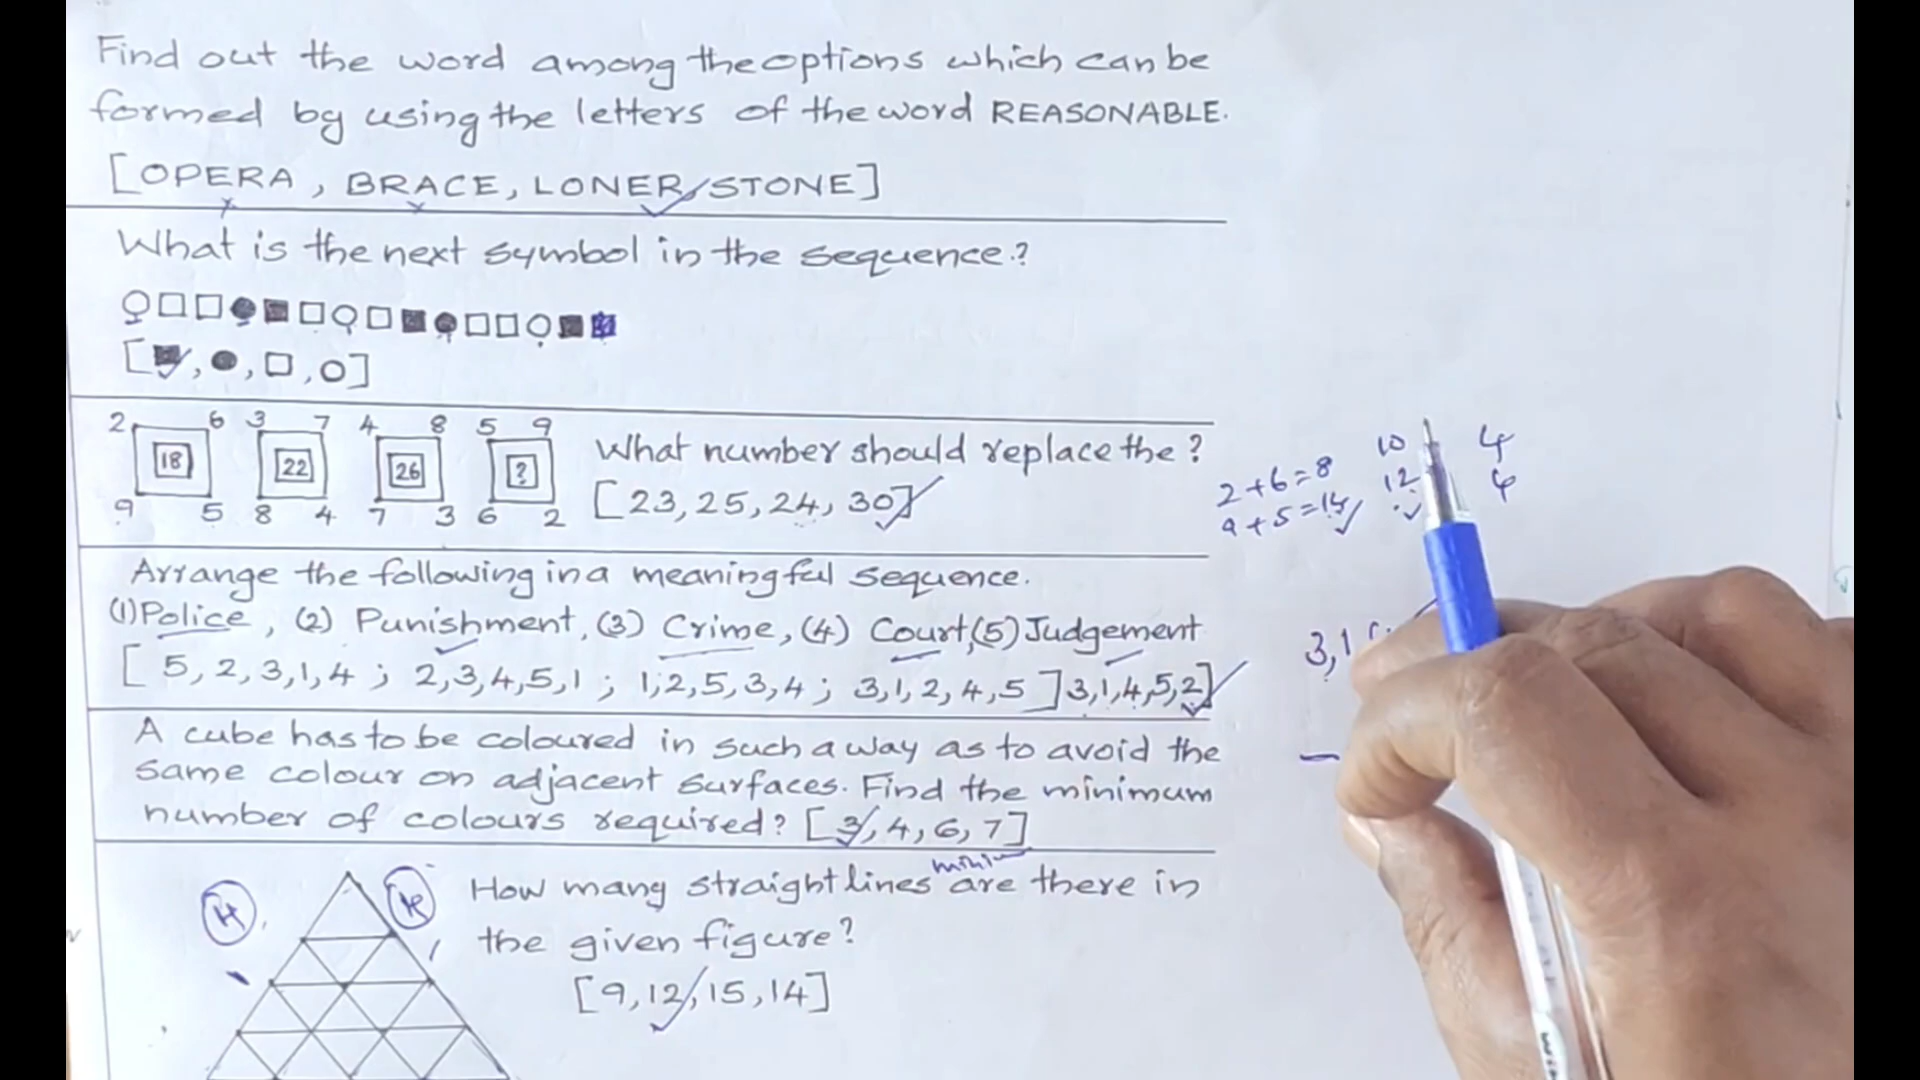 Find out the word among the options which can be
formed by using the letters of the word REASONABLE.
[OPERA, BRACE, LONER, STONE]
What is the next symbol in the sequence.?
2 6 3 7 4 8 5 9
18 22 26 ?
9 5 8 4 7 3 6 2
What number should replace the ?
[23, 25, 24, 30]
2+6=8
9+5=14
10
12
4
4
Arrange the following in a meaningful sequence.
(1) Police, (2) Punishment, (3) Crime, (4) Court, (5) Judgement
[5, 2, 3, 1, 4 ; 2, 3, 4, 5, 1 ; 1, 2, 5, 3, 4 ; 3, 1, 2, 4, 5 ] 3, 1, 4, 5, 2]
3, 1
A cube has to be coloured in such a way as to avoid the
same colour on adjacent surfaces. Find the minimum
number of colours required? [3, 4, 6, 7]
How many straight lines are there in
the given figure?
[9, 12, 15, 14]